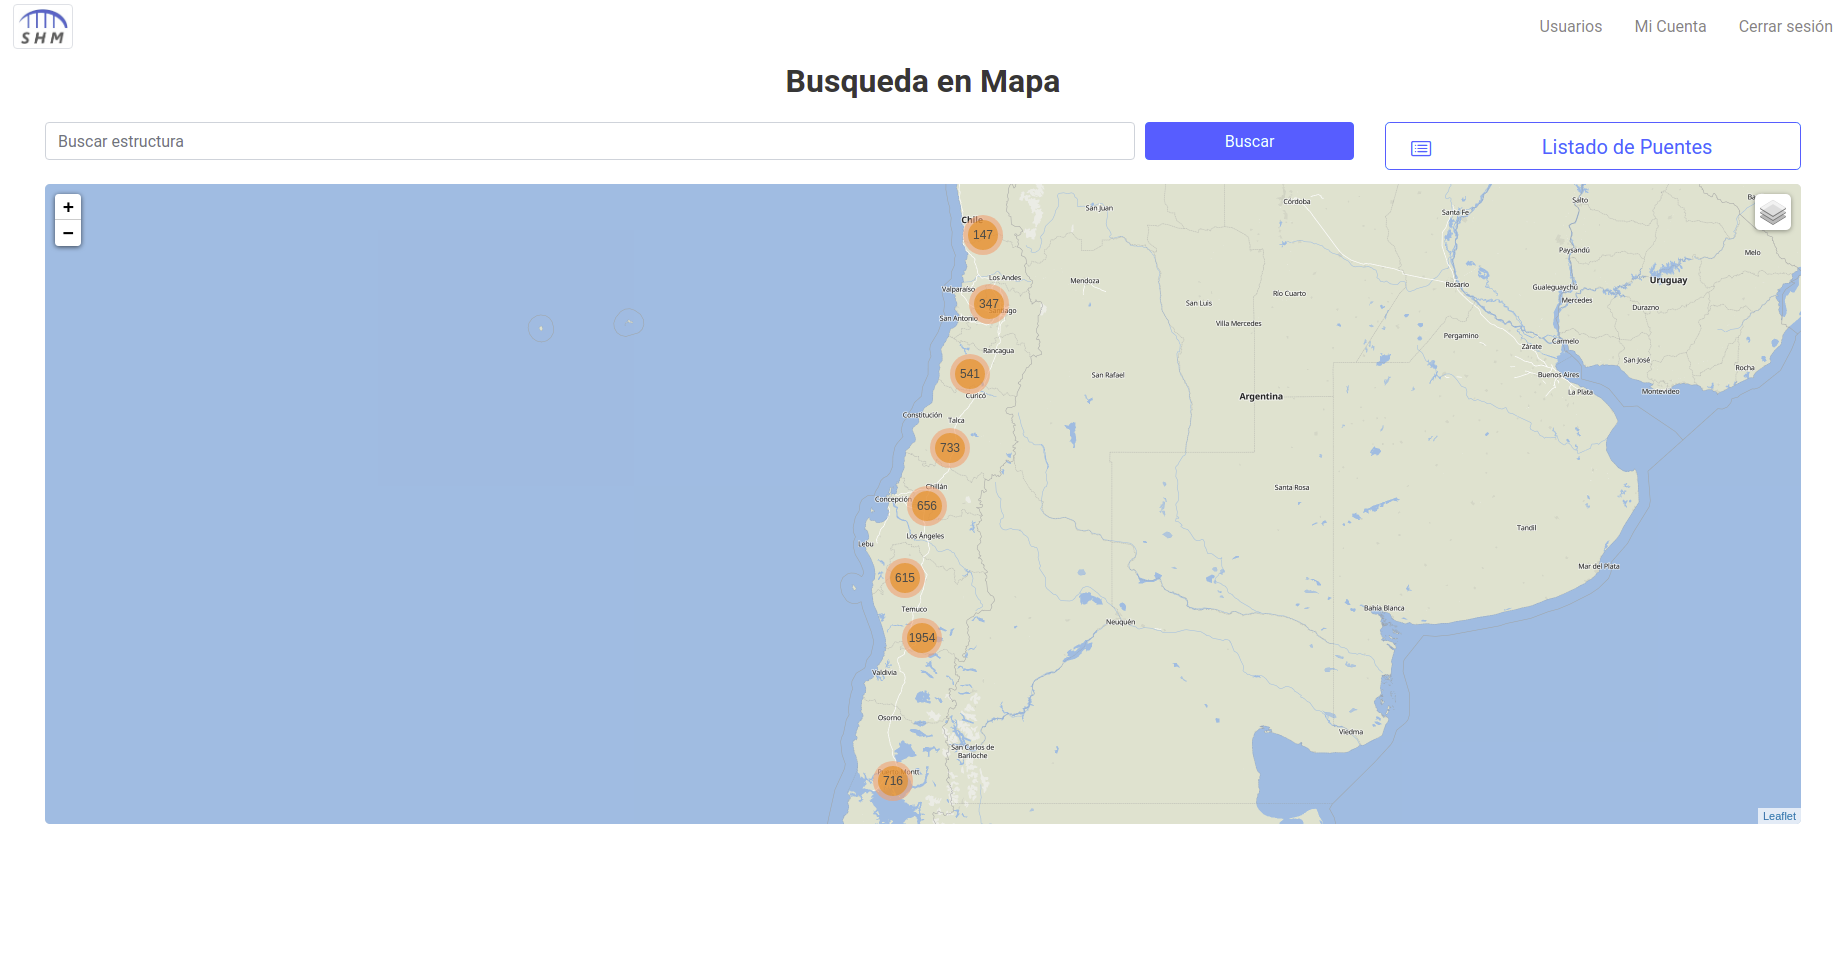 SHM
Usuarios
Mi Cuenta
Cerrar sesión
Busqueda en Mapa
Buscar estructura
Buscar
Listado de Puentes
+
−
Chile
147
San Juan
Córdoba
Santa Fe
Salto
Ba
Paysandú
Melo
Los Andes
Valparaíso
347
Mendoza
San Luis
Río Cuarto
Rosario
Gualeguaychú
Mercedes
Uruguay
Durazno
San Antonio
Villa Mercedes
Pergamino
Zárate
Carmelo
San José
Rocha
Rancagua
541
Curicó
San Rafael
Argentina
Buenos Aires
La Plata
Montevideo
Constitución
Talca
733
Chillán
Concepción
656
Santa Rosa
Tandil
Los Ángeles
Lebu
615
Mar del Plata
Temuco
Neuquén
Bahía Blanca
1954
Valdivia
Osorno
Viedma
San Carlos de
Bariloche
716
Leaflet